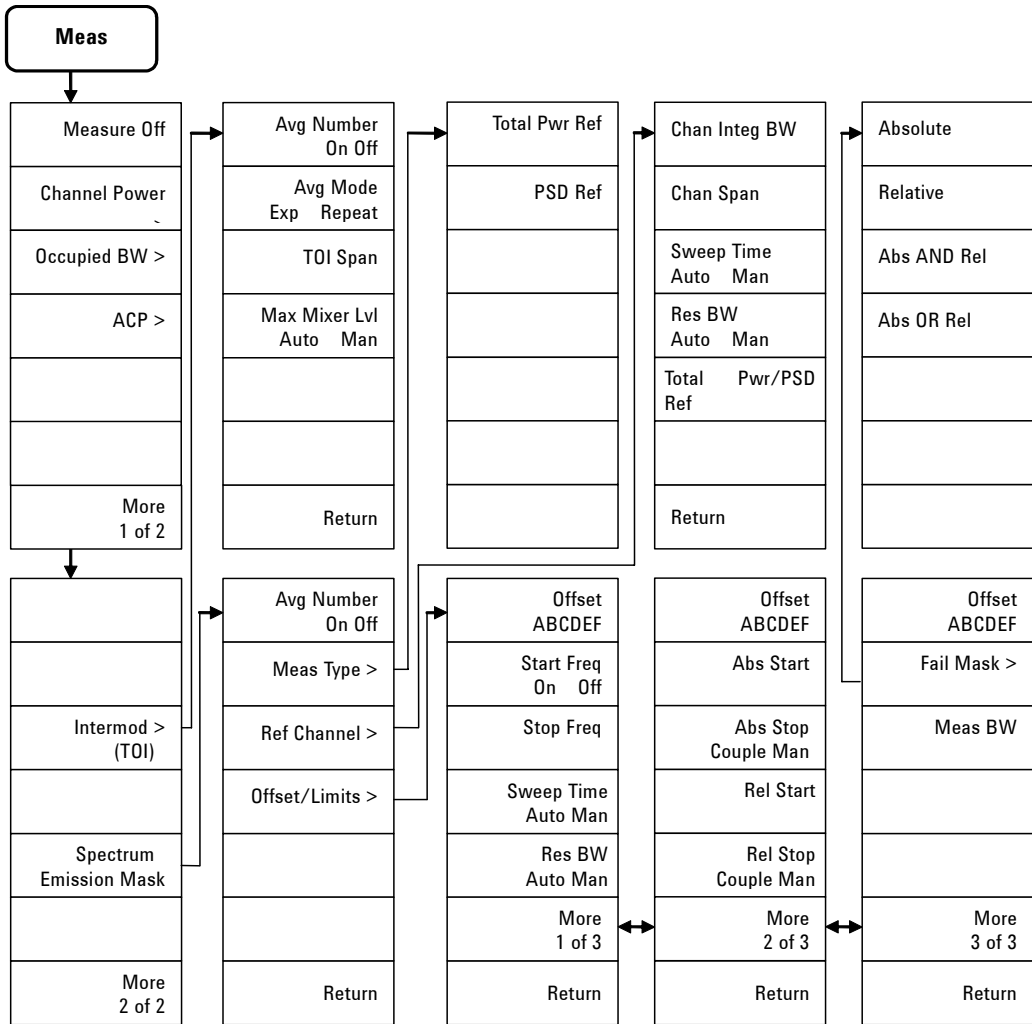 Meas
Measure Off
Channel Power
>
Occupied BW >
ACP >
More
1 of 2
Avg Number
On Off
Avg Mode
Exp Repeat
TOI Span
Max Mixer Lvl
Auto Man
Return
Total Pwr Ref
PSD Ref
Chan Integ BW
Chan Span
Sweep Time
Auto Man
Res BW
Auto Man
Total Pwr/PSD
Ref
Return
Absolute
Relative
Abs AND Rel
Abs OR Rel
Intermod >
(TOI)
Spectrum
Emission Mask
More
2 of 2
Avg Number
On Off
Meas Type >
Ref Channel >
Offset/Limits >
Return
Offset
ABCDEF
Start Freq
On Off
Stop Freq
Sweep Time
Auto Man
Res BW
Auto Man
More
1 of 3
Return
Offset
ABCDEF
Abs Start
Abs Stop
Couple Man
Rel Start
Rel Stop
Couple Man
More
2 of 3
Return
Offset
ABCDEF
Fail Mask >
Meas BW
More
3 of 3
Return